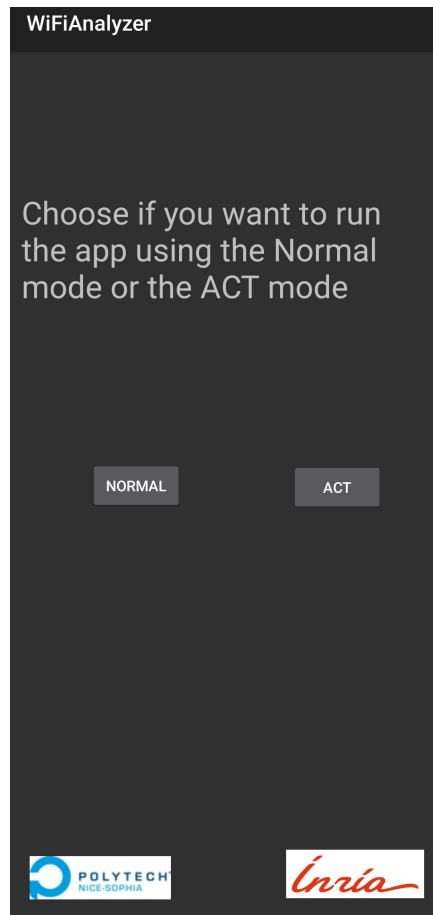 WiFiAnalyzer
Choose if you want to run
the app using the Normal
mode or the ACT mode
NORMAL
ACT
POLYTECH
NICE-SOPHIA
Inria